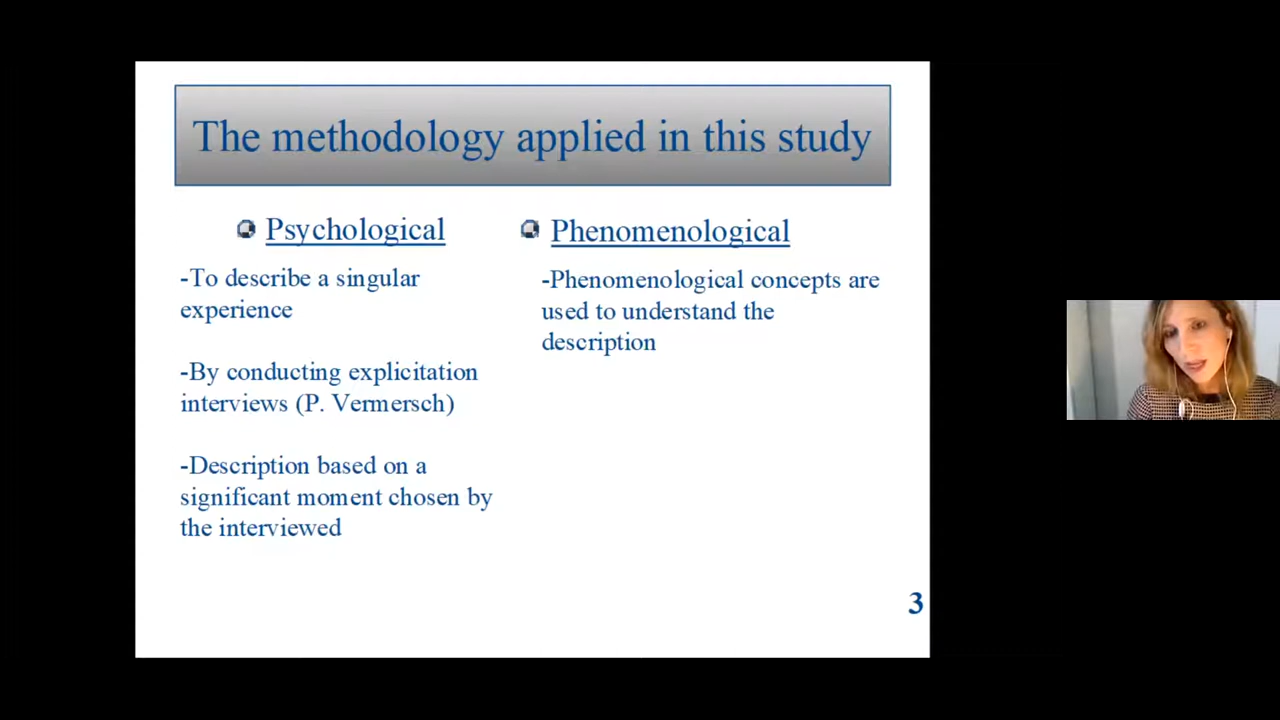 The methodology applied in this study
Psychological
-To describe a singular
experience
-By conducting explicitation
interviews (P. Vermersch)
-Description based on a
significant moment chosen by
the interviewed
Phenomenological
-Phenomenological concepts are
used to understand the
description
3